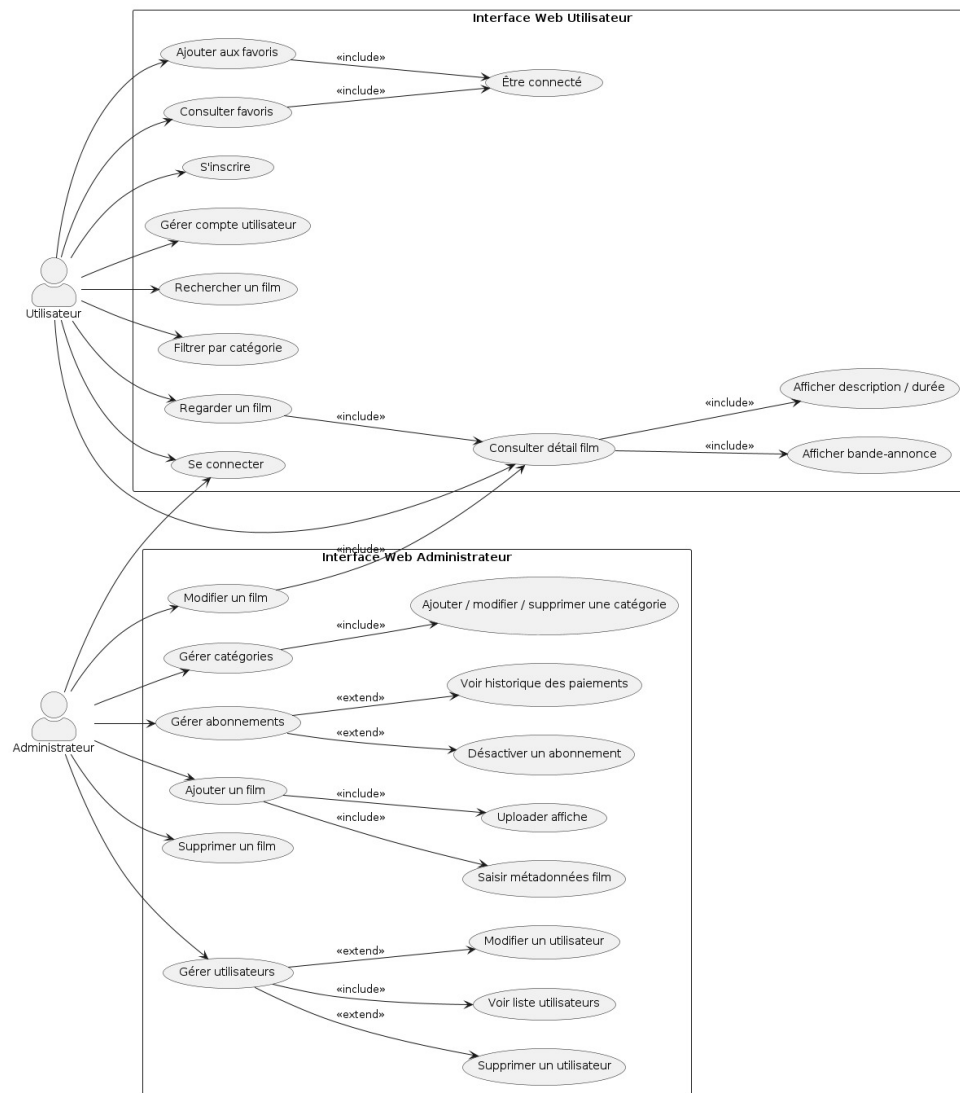 Interface Web Utilisateur
Ajouter aux favoris
«include»
Être connecté
Consulter favoris
«include»
S'inscrire
Gérer compte utilisateur
Utilisateur
Rechercher un film
Filtrer par catégorie
Regarder un film
«include»
Consulter détail film
«include»
Afficher description / durée
«include»
Afficher bande-annonce
Se connecter
Interface Web Administrateur
«include»
Modifier un film
Gérer catégories
«include»
Ajouter / modifier / supprimer une catégorie
Administrateur
Gérer abonnements
«extend»
Voir historique des paiements
«extend»
Désactiver un abonnement
Ajouter un film
«include»
Uploader affiche
«include»
Saisir métadonnées film
Supprimer un film
Gérer utilisateurs
«extend»
Modifier un utilisateur
«include»
Voir liste utilisateurs
«extend»
Supprimer un utilisateur